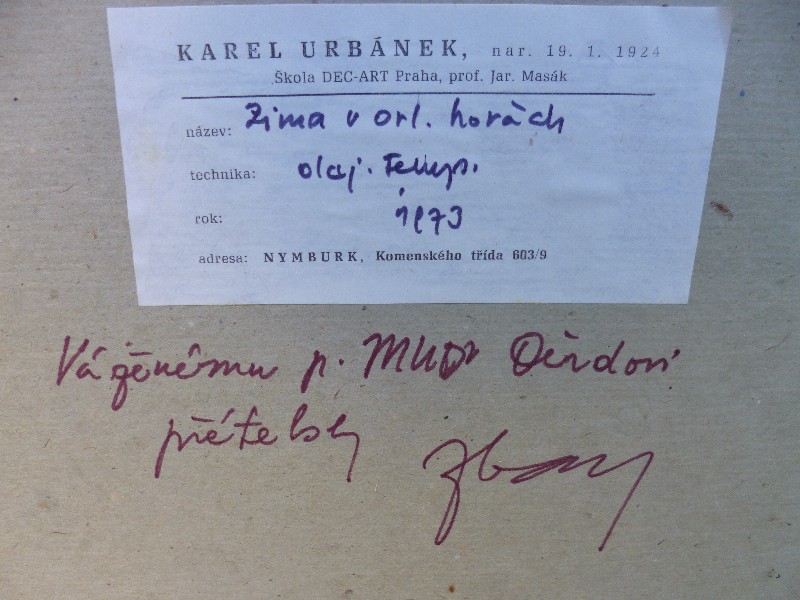 KAREL URBÁNEK, nar. 19. 1. 1924
Škola DEC-ART Praha, prof. Jar. Masák
název: Zima v orl. horách
technika: olej. temp.
rok: 1973
adresa: NYMBURK, Komenského třída 603/9
Váženému p. MUDr
přátelsky